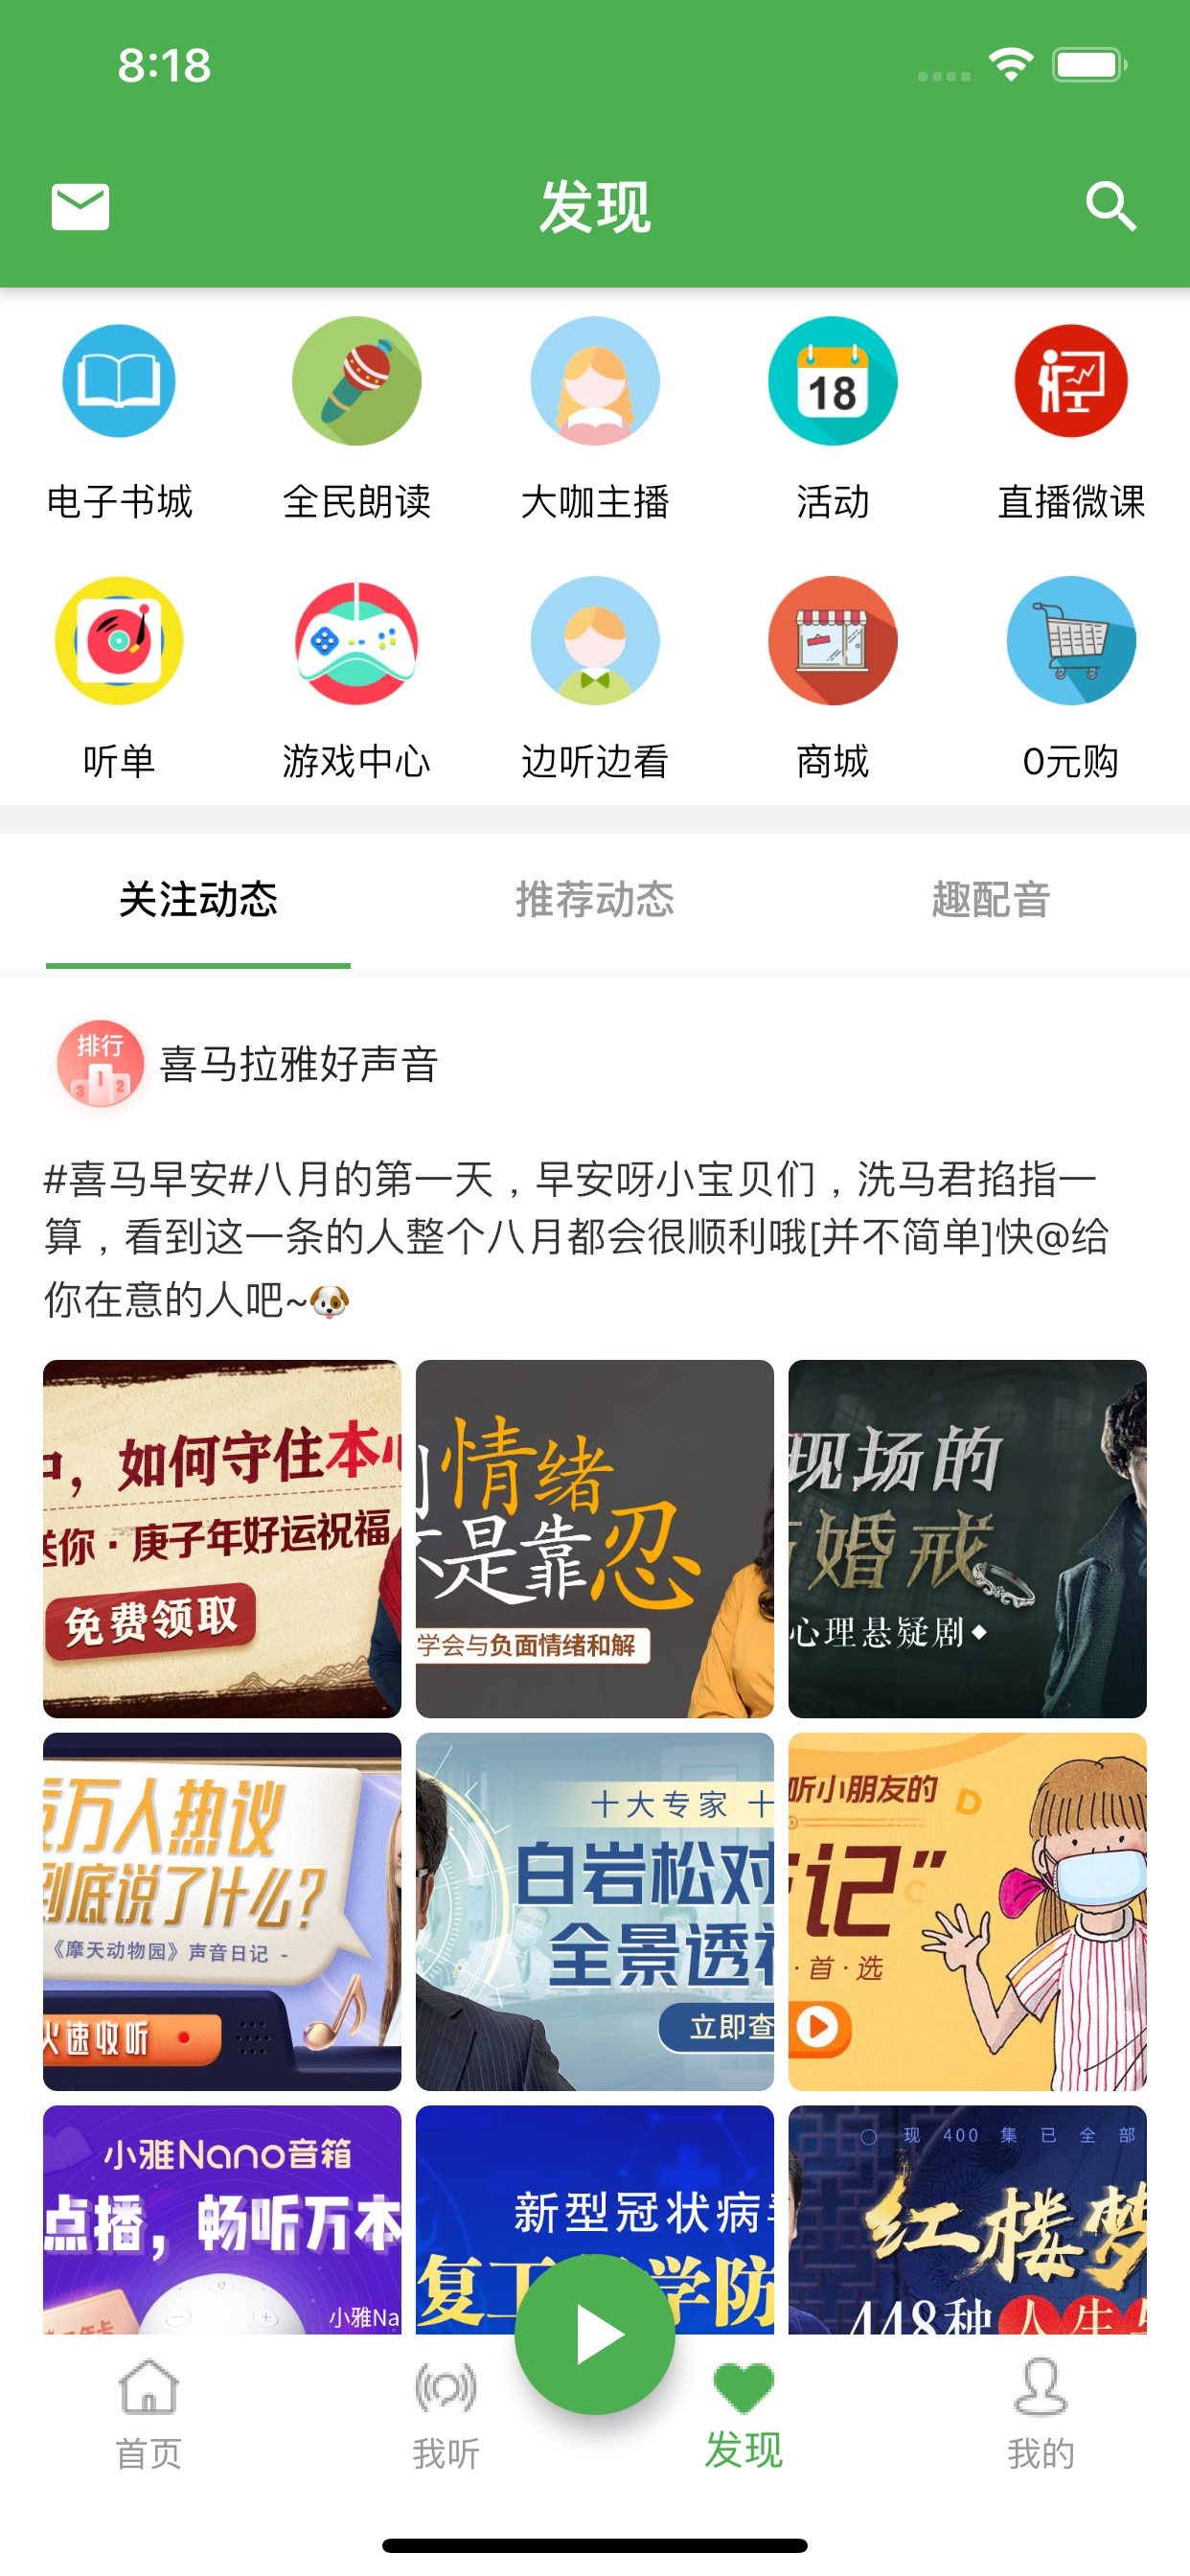 8:18
发现
18
电子书城 全民朗读 大咖主播 活动 直播微课
听单 游戏中心 边听边看 商城 0元购
关注动态 推荐动态 趣配音
排行
3 1 2
喜马拉雅好声音
#喜马早安#八月的第一天，早安呀小宝贝们，洗马君掐指一
算，看到这一条的人整个八月都会很顺利哦[并不简单]快@给
你在意的人吧~🐶
，如何守住本心
送你·庚子年好运祝福
免费领取
情绪
不是靠忍
学会与负面情绪和解
现场的
婚戒
心理悬疑剧
万万人热议
到底说了什么?
《摩天动物园》声音日记 -
火速收听
十大专家 十
白岩松对
全景透视
立即查
听小朋友的
D
记”
C
·首·选
小雅Nano音箱
点播，畅听万本
小雅Na
新型冠状病毒
复工 学防
现 400 集 已 全 部
红楼梦
448种人生
首页 我听 发现 我的